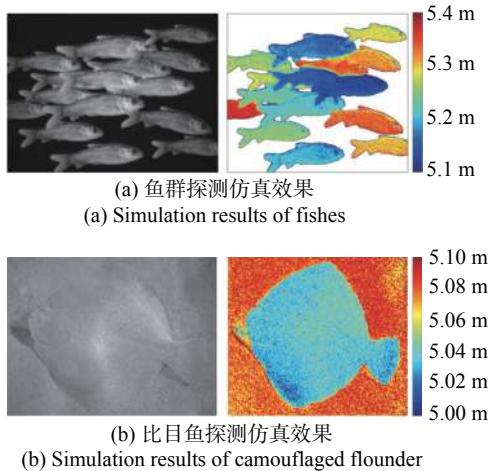 5.4 m
5.3 m
5.2 m
5.1 m
(a) 鱼群探测仿真效果
(a) Simulation results of fishes
5.10 m
5.08 m
5.06 m
5.04 m
5.02 m
5.00 m
(b) 比目鱼探测仿真效果
(b) Simulation results of camouflaged flounder